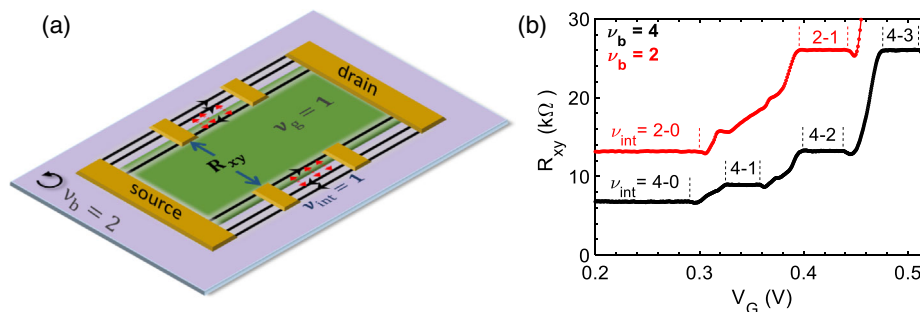 (a)
drain
ν_g = 1
R_xy
source
ν_int = 1
ν_b = 2
(b)
ν_b = 4
ν_b = 2
2-1
4-3
ν_int = 2-0
4-2
4-1
ν_int = 4-0
30
20
10
0
R_xy (kΩ)
0.2 0.3 0.4 0.5
V_G (V)